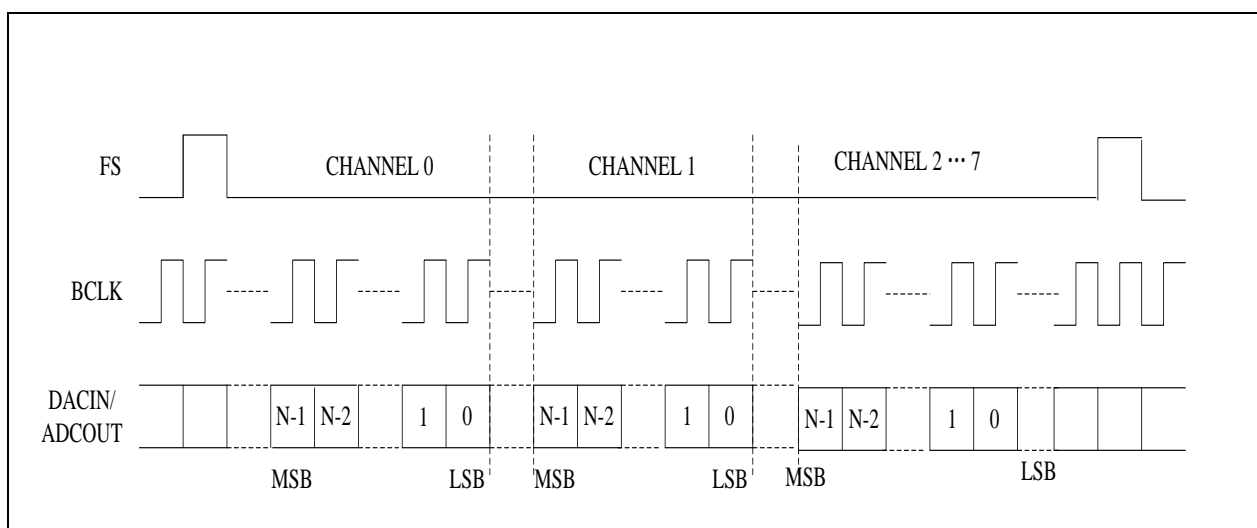 FS
CHANNEL 0
CHANNEL 1
CHANNEL 2 ··· 7
BCLK
DACIN/
ADCOUT
N-1 N-2 1 0 N-1 N-2 1 0 N-1 N-2 1 0
MSB LSB MSB LSB MSB LSB